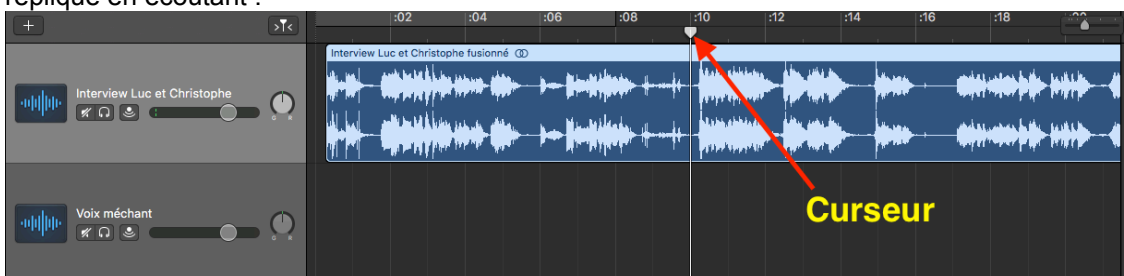 réplique en écoutant :
:02 :04 :06 :08 :10 :12 :14 :16 :18
Interview Luc et Christophe fusionné
Interview Luc et Christophe
L R
Curseur
Voix méchant
L R